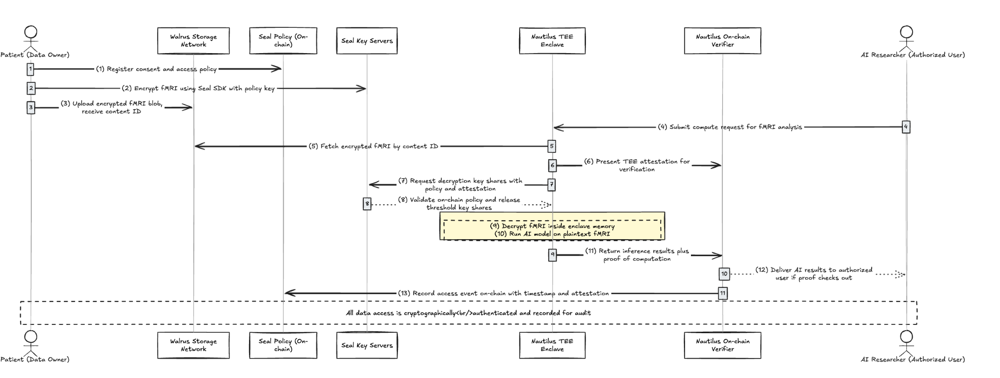 Walrus Storage
Network
Seal Policy (On-
chain)
Seal Key Servers
Nautilus TEE
Enclave
Nautilus On-chain
Verifier
Patient (Data Owner)
AI Researcher (Authorized User)
1
(1) Register consent and access policy
2
(2) Encrypt fMRI using Seal SDK with policy key
3
(3) Upload encrypted fMRI blob,
receive content ID
(4) Submit compute request for fMRI analysis
4
(5) Fetch encrypted fMRI by content ID
5
6
(6) Present TEE attestation for
verification
(7) Request decryption key shares with
policy and attestation
7
8
(8) Validate on-chain policy and release
threshold key shares
(9) Decrypt fMRI inside enclave memory
(10) Run AI model on plaintext fMRI
9
(11) Return inference results plus
proof of computation
10
(12) Deliver AI results to authorized
user if proof checks out
(13) Record access event on-chain with timestamp and attestation
11
All data access is cryptographically<br/>authenticated and recorded for audit
Walrus Storage
Network
Seal Policy (On-
chain)
Seal Key Servers
Nautilus TEE
Enclave
Nautilus On-chain
Verifier
Patient (Data Owner)
AI Researcher (Authorized User)